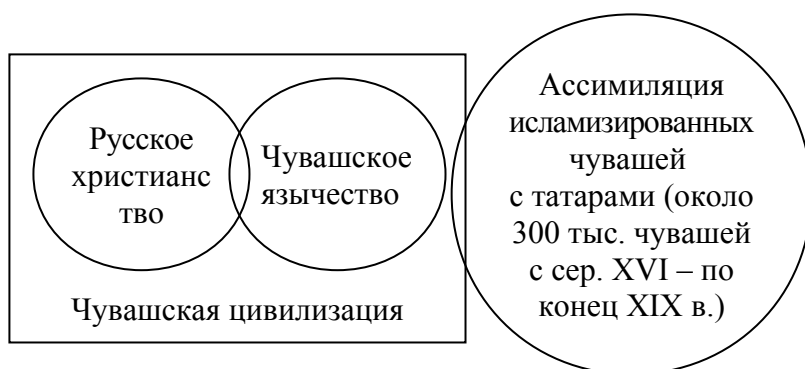 Русское
христианс
тво
Чувашское
язычество
Чувашская цивилизация
Ассимиляция
исламизированных
чувашей
с татарами (около
300 тыс. чувашей
с сер. XVI – по
конец XIX в.)